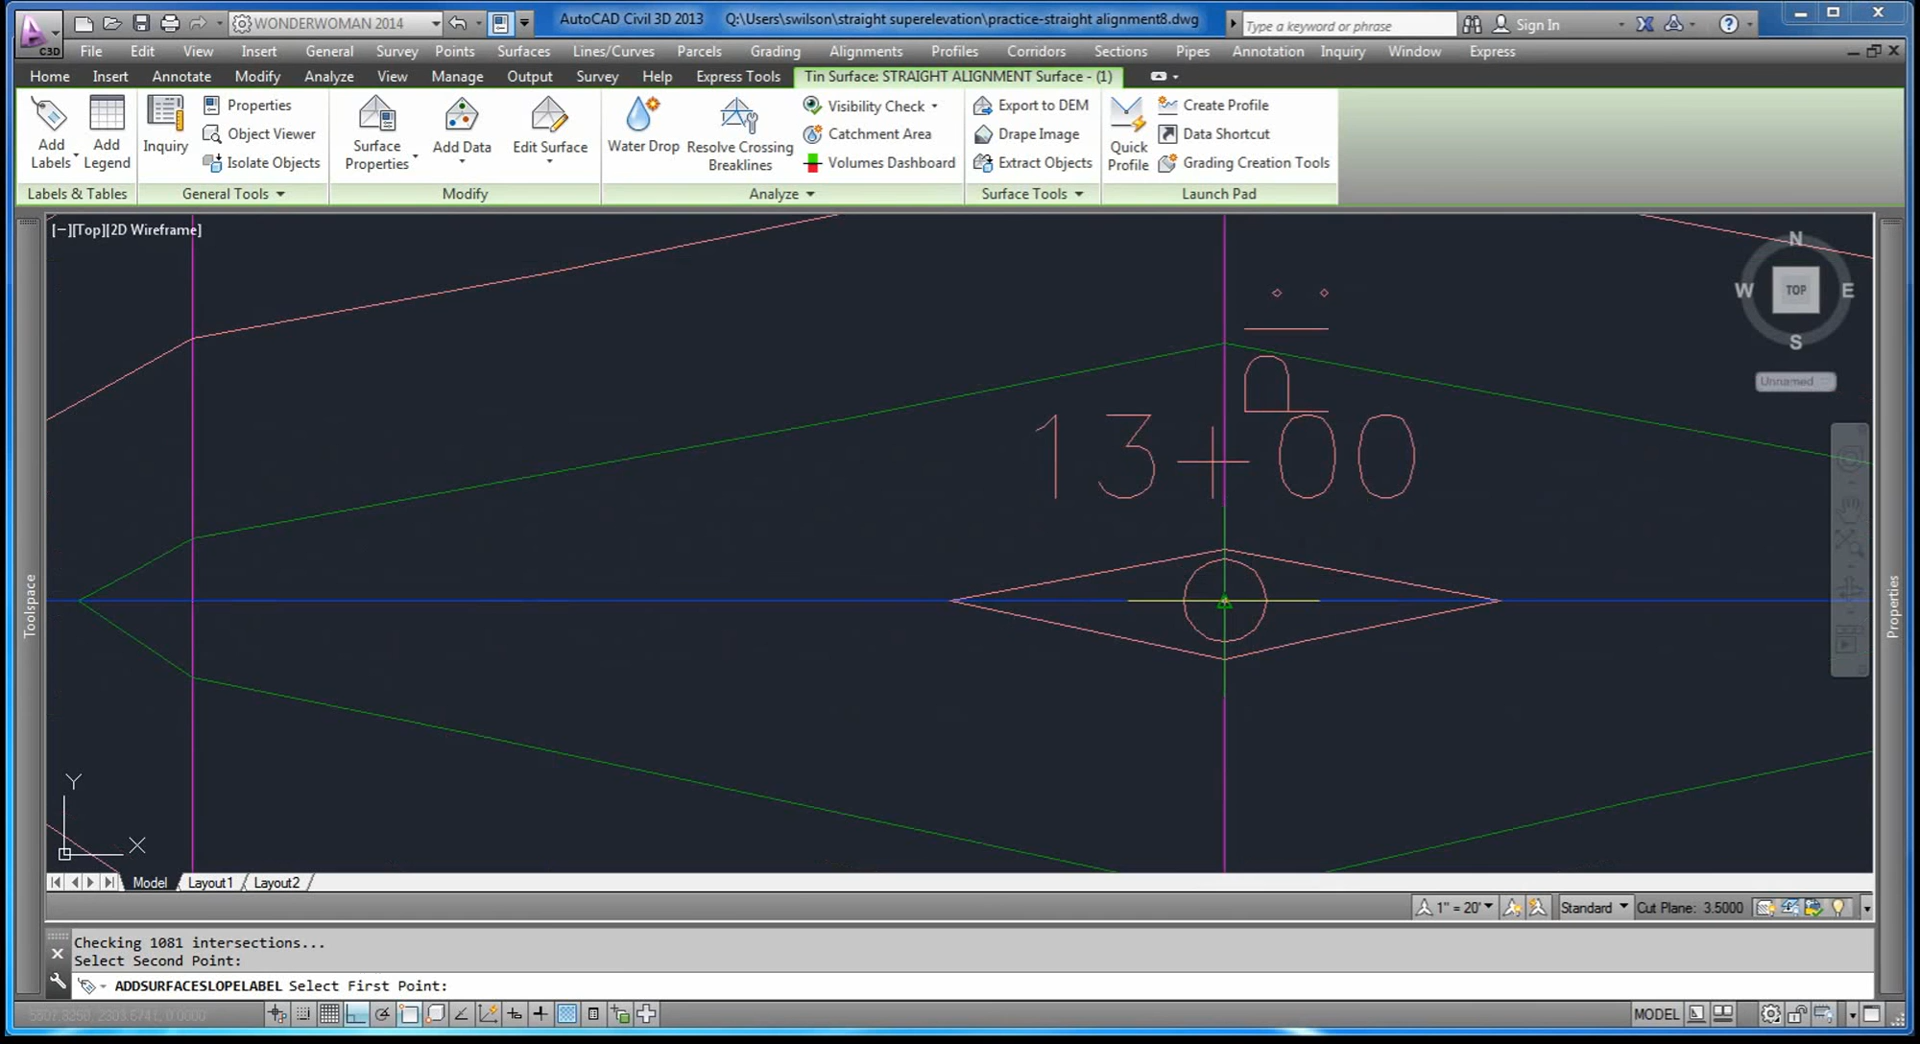 WONDERWOMAN 2014
AutoCAD Civil 3D 2013 Q:\Users\swilson\straight superelevation\practice-straight alignment8.dwg
Type a keyword or phrase
Sign In
C3D
File Edit View Insert General Survey Points Surfaces Lines/Curves Parcels Grading Alignments Profiles Corridors Sections Pipes Annotation Inquiry Window Express
Home Insert Annotate Modify Analyze View Manage Output Survey Help Express Tools Tin Surface: STRAIGHT ALIGNMENT Surface - (1)
Add Labels
Add Legend
Labels & Tables
Inquiry
Properties
Object Viewer
Isolate Objects
General Tools
Surface Properties
Add Data
Edit Surface
Modify
Water Drop
Resolve Crossing Breaklines
Visibility Check
Catchment Area
Volumes Dashboard
Analyze
Export to DEM
Drape Image
Extract Objects
Surface Tools
Quick Profile
Create Profile
Data Shortcut
Grading Creation Tools
Launch Pad
[−][Top][2D Wireframe]
N
W TOP E
S
Unnamed
13+00
Toolspace
Properties
Y
X
Model Layout1 Layout2
1" = 20' Standard Cut Plane: 3.5000
Checking 1081 intersections...
Select Second Point:
ADDSURFACESLOPELABEL Select First Point:
MODEL